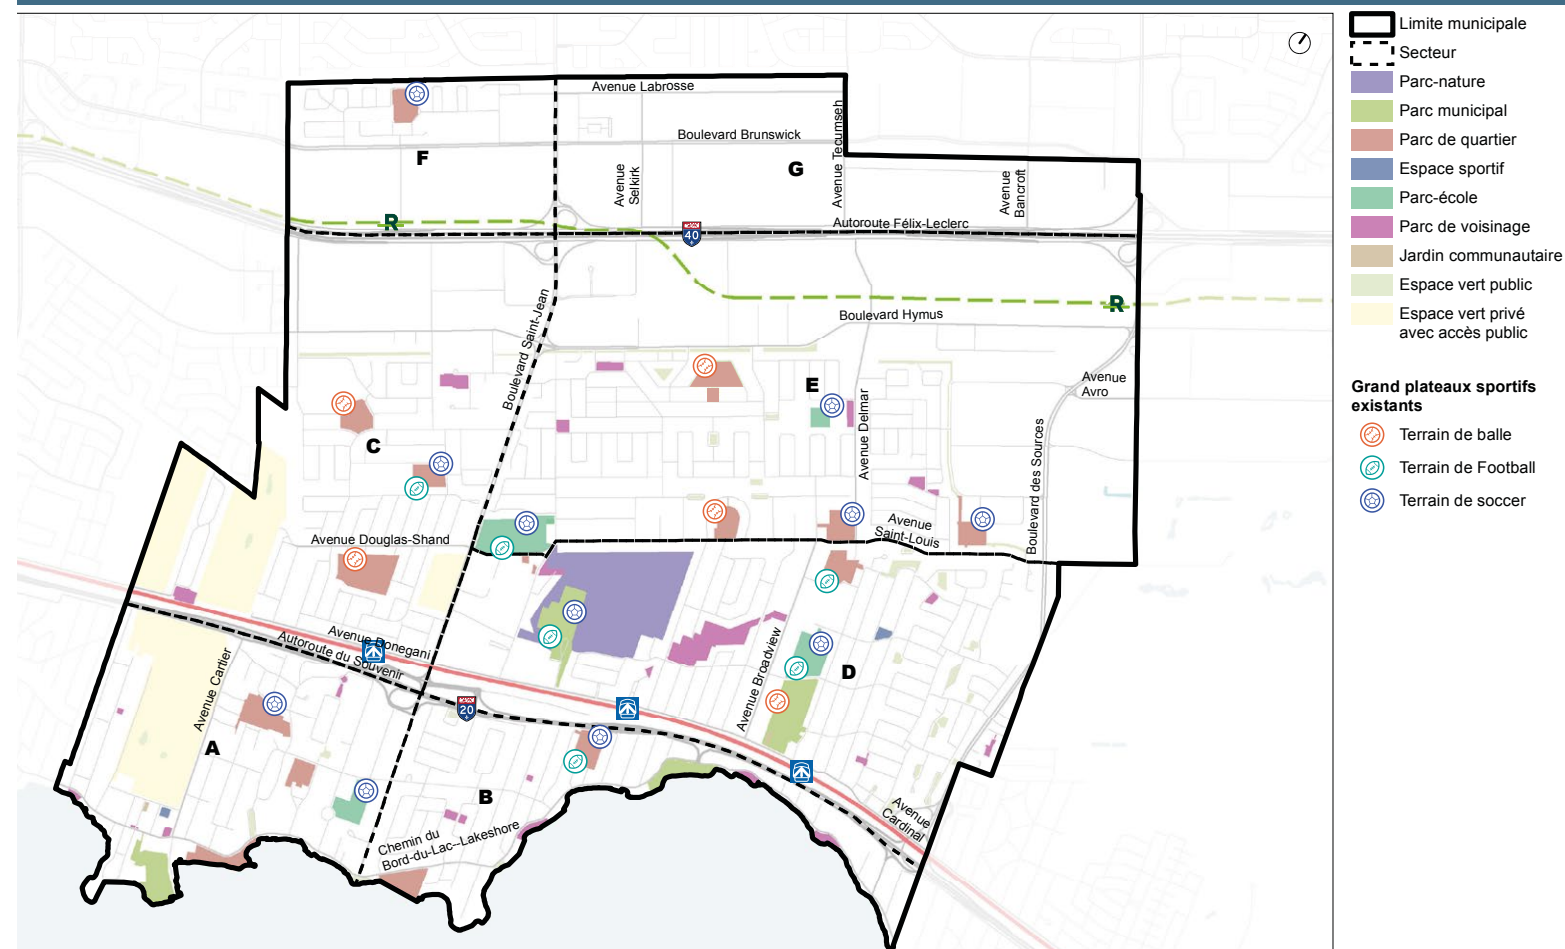 Avenue Labrosse
Boulevard Brunswick
Avenue Tecumseh
F
G
Avenue
Selkirk
Avenue
Bancroft
R
40
Autoroute Félix-Leclerc
R
Boulevard Saint-Jean
Boulevard Hymus
E
Avenue
Avro
C
Avenue Delmar
Boulevard des Sources
Avenue
Saint-Louis
Avenue Douglas-Shand
Avenue Donegani
Autoroute du Souvenir
Avenue Cartier
Avenue Broadview
D
20
A
B
Chemin du
Bord-du-Lac--Lakeshore
Avenue
Cardinal
Limite municipale
Secteur
Parc-nature
Parc municipal
Parc de quartier
Espace sportif
Parc-école
Parc de voisinage
Jardin communautaire
Espace vert public
Espace vert privé
avec accès public
Grand plateaux sportifs
existants
Terrain de balle
Terrain de Football
Terrain de soccer